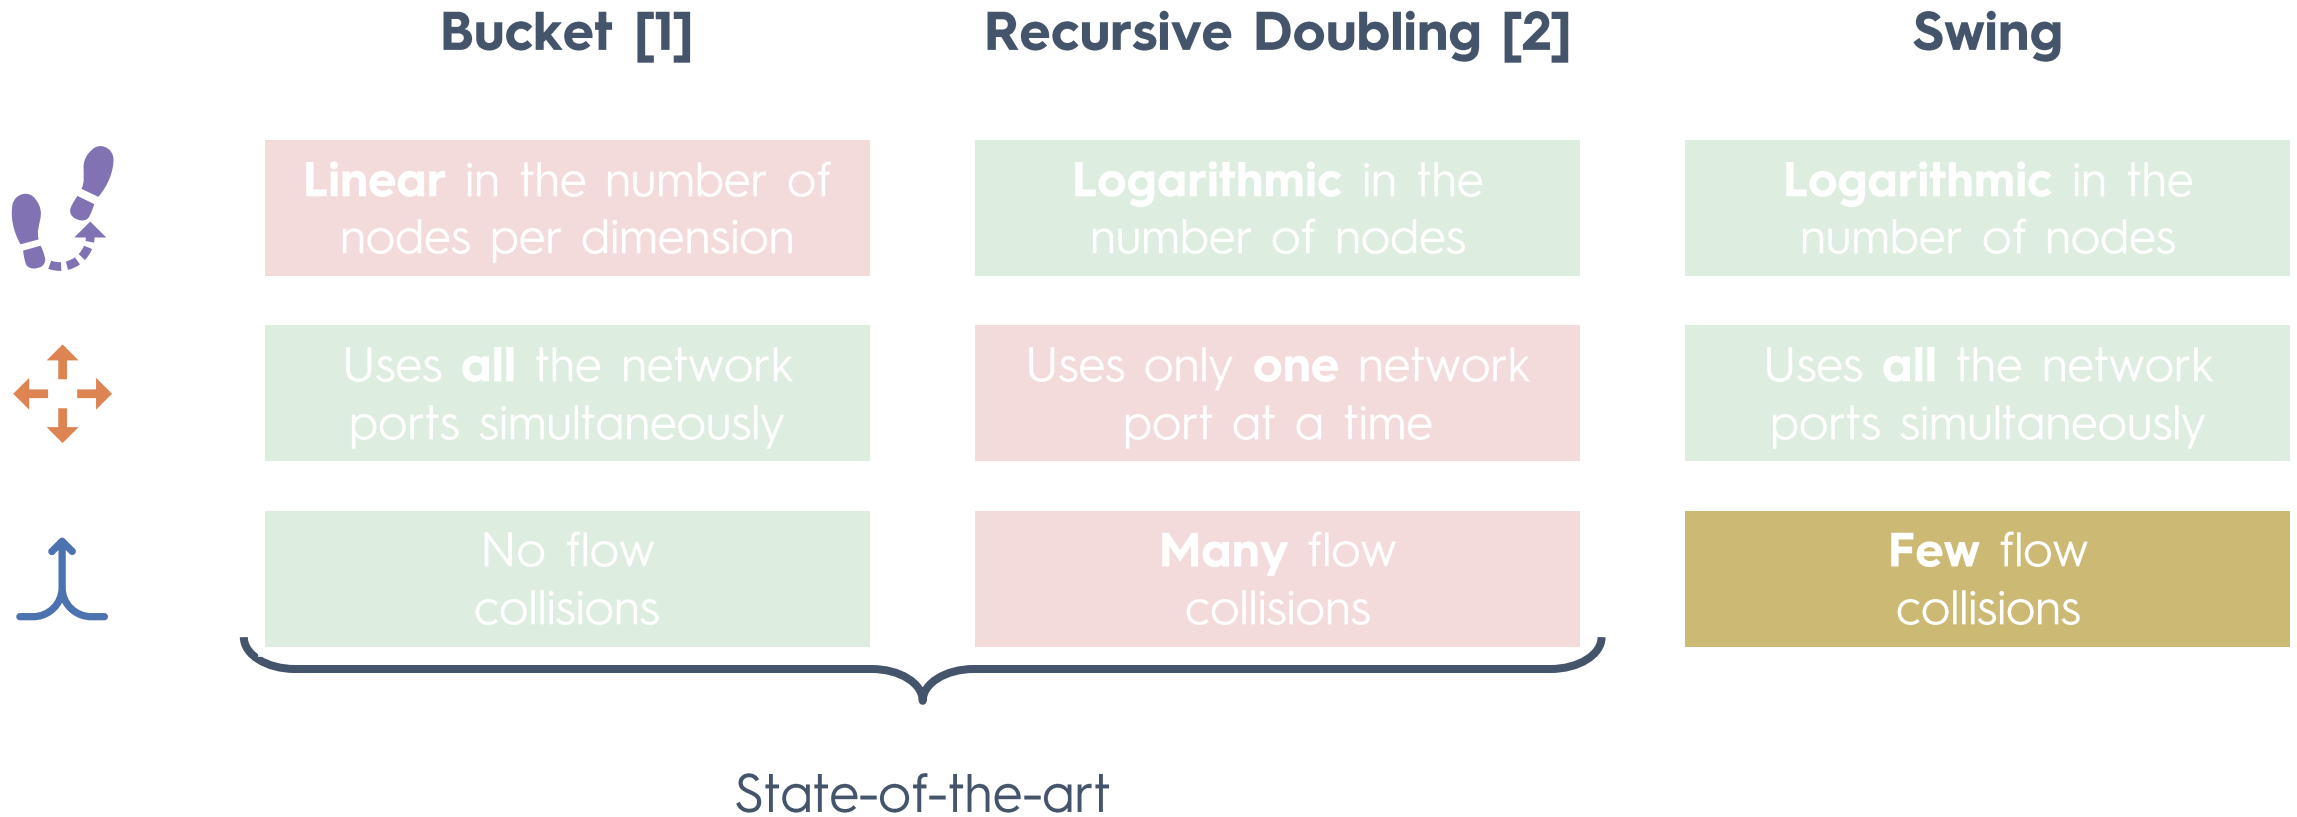 Bucket [1]
Recursive Doubling [2]
Swing
Linear in the number of
nodes per dimension
Logarithmic in the
number of nodes
Logarithmic in the
number of nodes
Uses all the network
ports simultaneously
Uses only one network
port at a time
Uses all the network
ports simultaneously
No flow
collisions
Many flow
collisions
Few flow
collisions
State-of-the-art